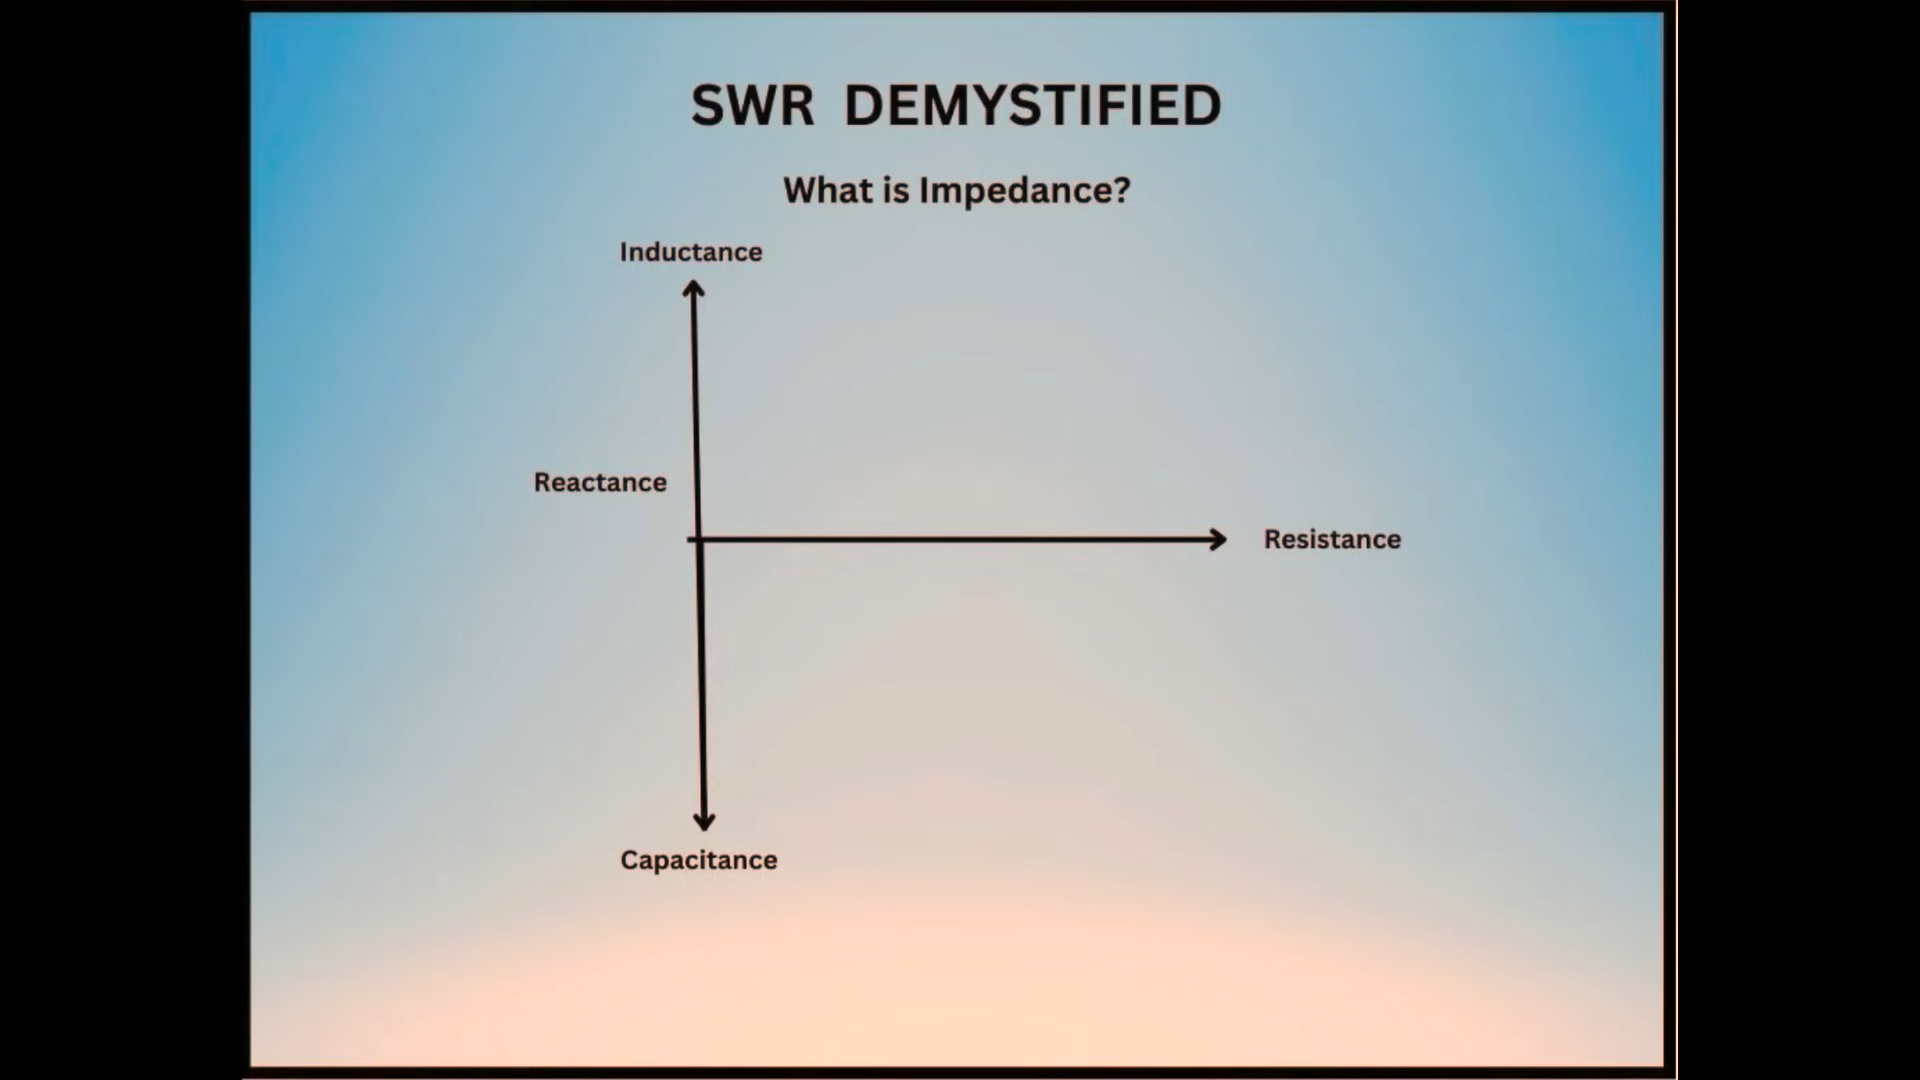 SWR DEMYSTIFIED
What is Impedance?
Inductance
Reactance
Resistance
Capacitance